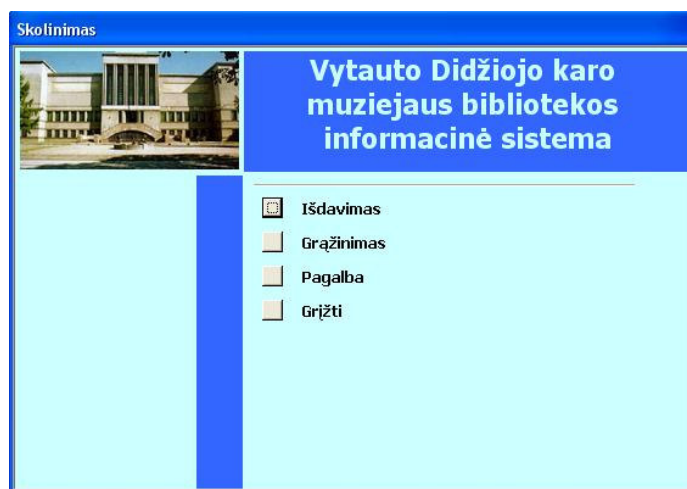 Skolinimas
Vytauto Didžiojo karo
muziejaus bibliotekos
informacinė sistema
Išdavimas
Grąžinimas
Pagalba
Grįžti